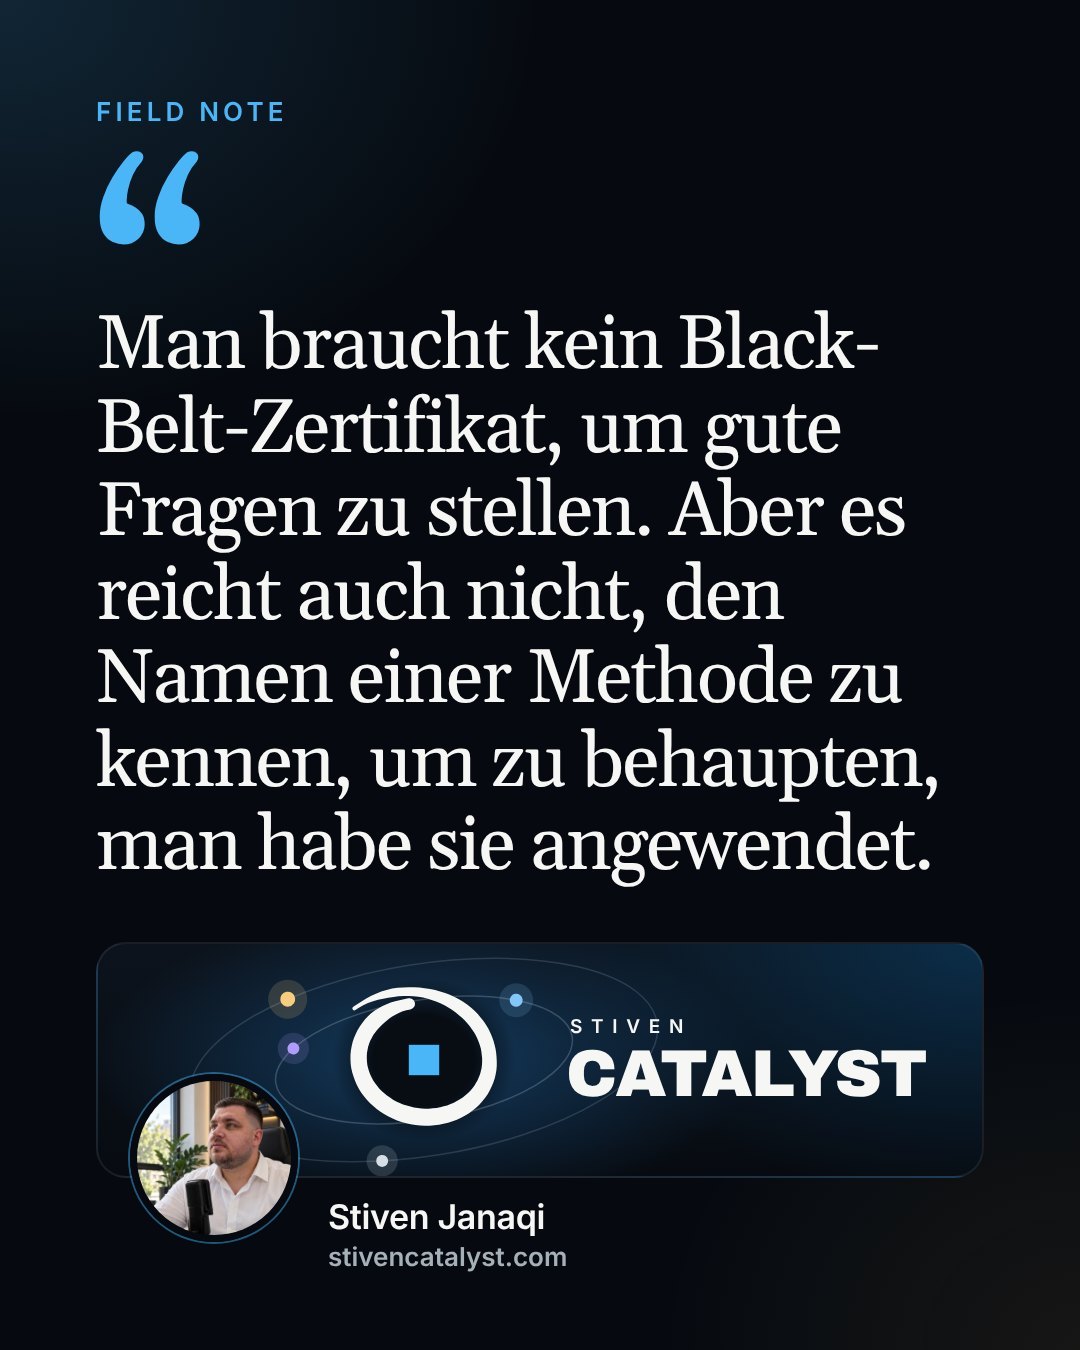 FIELD NOTE
“
Man braucht kein Black-
Belt-Zertifikat, um gute
Fragen zu stellen. Aber es
reicht auch nicht, den
Namen einer Methode zu
kennen, um zu behaupten,
man habe sie angewendet.
STIVEN
CATALYST
Stiven Janaqi
stivencatalyst.com